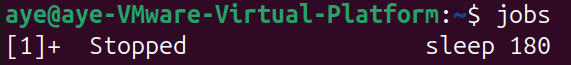 aye@aye-VMware-Virtual-Platform:~$ jobs
[1]+  Stopped                 sleep 180